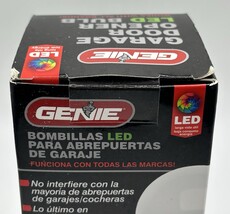 GARAGE
DOOR
OPENER
LED BULB
GENIE
GENIE
LED
LED
BOMBILLAS LED
PARA ABREPUERTAS
DE GARAJE
FUNCIONA CON TODAS LAS MARCAS!
No interfiere con la
mayoría de abrepuertas
de garajes/cocheras
Lo último en